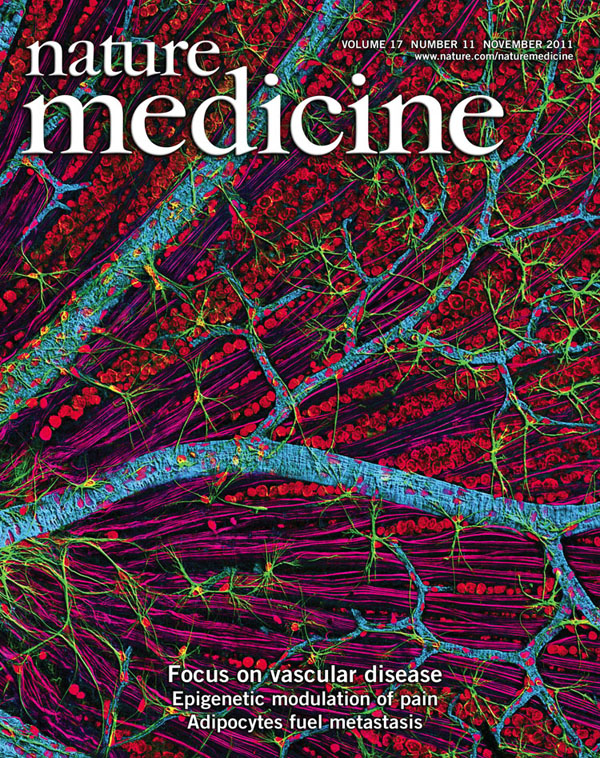 nature
medicine
VOLUME 17 NUMBER 11 NOVEMBER 2011
www.nature.com/naturemedicine
Focus on vascular disease
Epigenetic modulation of pain
Adipocytes fuel metastasis